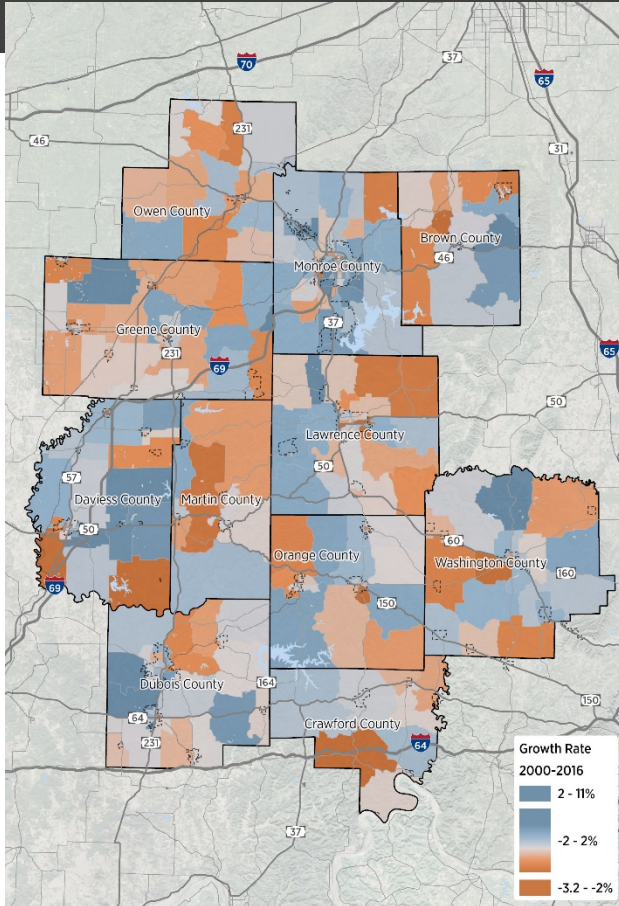 70
37
65
46
231
31
Owen County
Brown County
Monroe County
46
37
Greene County
231
69
65
50
Lawrence County
57
50
Daviess County
Martin County
50
60
Orange County
Washington County
160
69
150
Dubois County
164
150
64
Crawford County
231
64
37
Growth Rate
2000-2016
2 - 11%
-2 - 2%
-3.2 - -2%